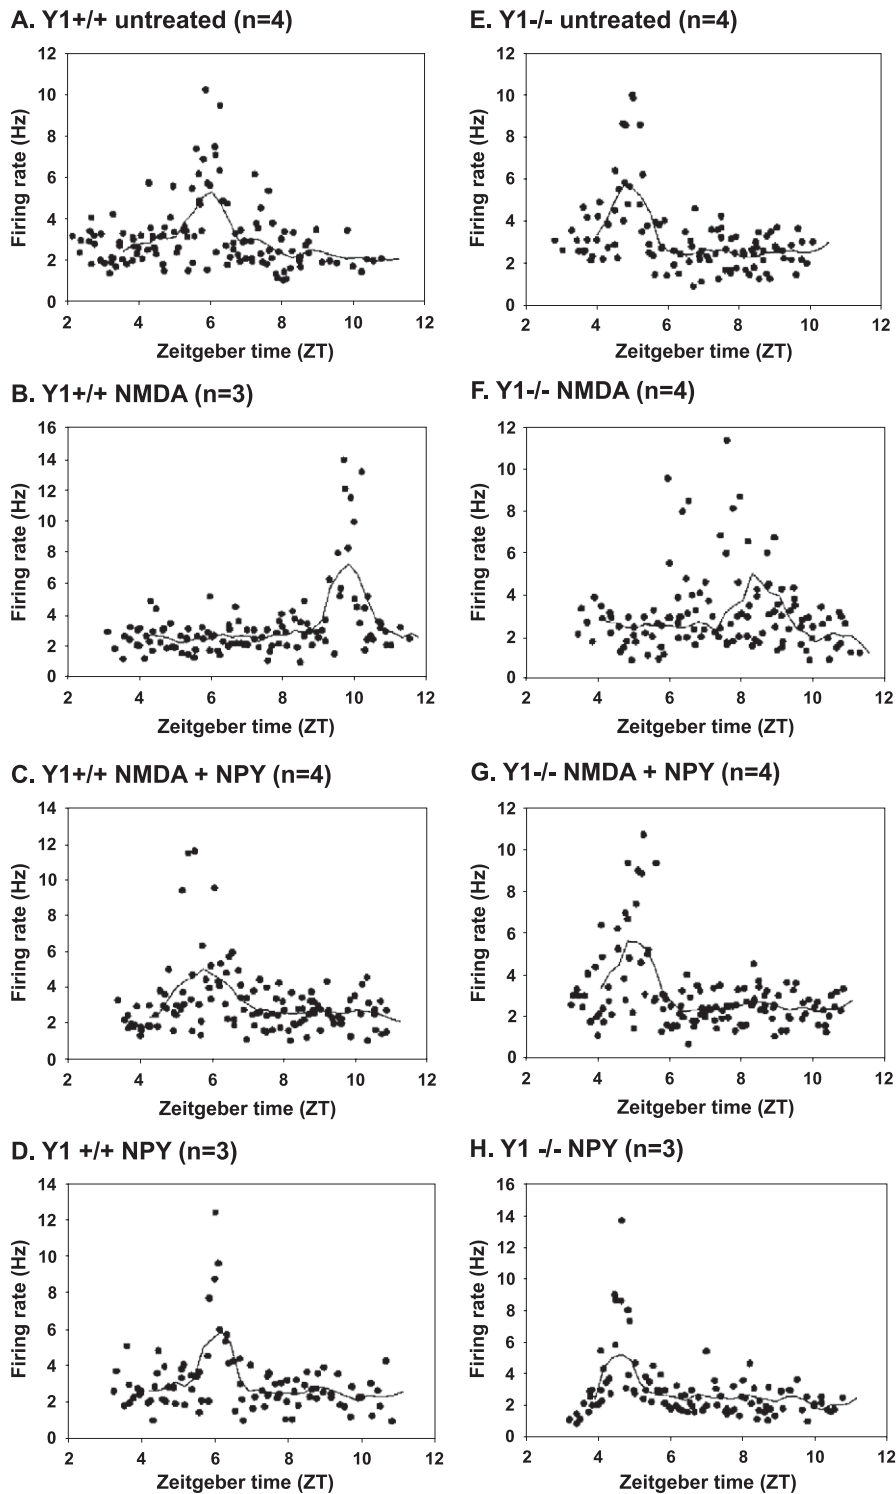 A. Y1+/+ untreated (n=4)
12
10
8
6
4
2
0
Firing rate (Hz)
2 4 6 8 10 12
Zeitgeber time (ZT)
E. Y1-/- untreated (n=4)
12
10
8
6
4
2
0
Firing rate (Hz)
2 4 6 8 10 12
Zeitgeber time (ZT)
B. Y1+/+ NMDA (n=3)
16
14
12
10
8
6
4
2
0
Firing rate (Hz)
2 4 6 8 10 12
Zeitgeber time (ZT)
F. Y1-/- NMDA (n=4)
12
10
8
6
4
2
0
Firing rate (Hz)
2 4 6 8 10 12
Zeitgeber time (ZT)
C. Y1+/+ NMDA + NPY (n=4)
14
12
10
8
6
4
2
0
Firing rate (Hz)
2 4 6 8 10 12
Zeitgeber time (ZT)
G. Y1-/- NMDA + NPY (n=4)
12
10
8
6
4
2
0
Firing rate (Hz)
2 4 6 8 10 12
Zeitgeber time (ZT)
D. Y1 +/+ NPY (n=3)
14
12
10
8
6
4
2
0
Firing rate (Hz)
2 4 6 8 10 12
Zeitgeber time (ZT)
H. Y1 -/- NPY (n=3)
16
14
12
10
8
6
4
2
0
Firing rate (Hz)
2 4 6 8 10 12
Zeitgeber time (ZT)